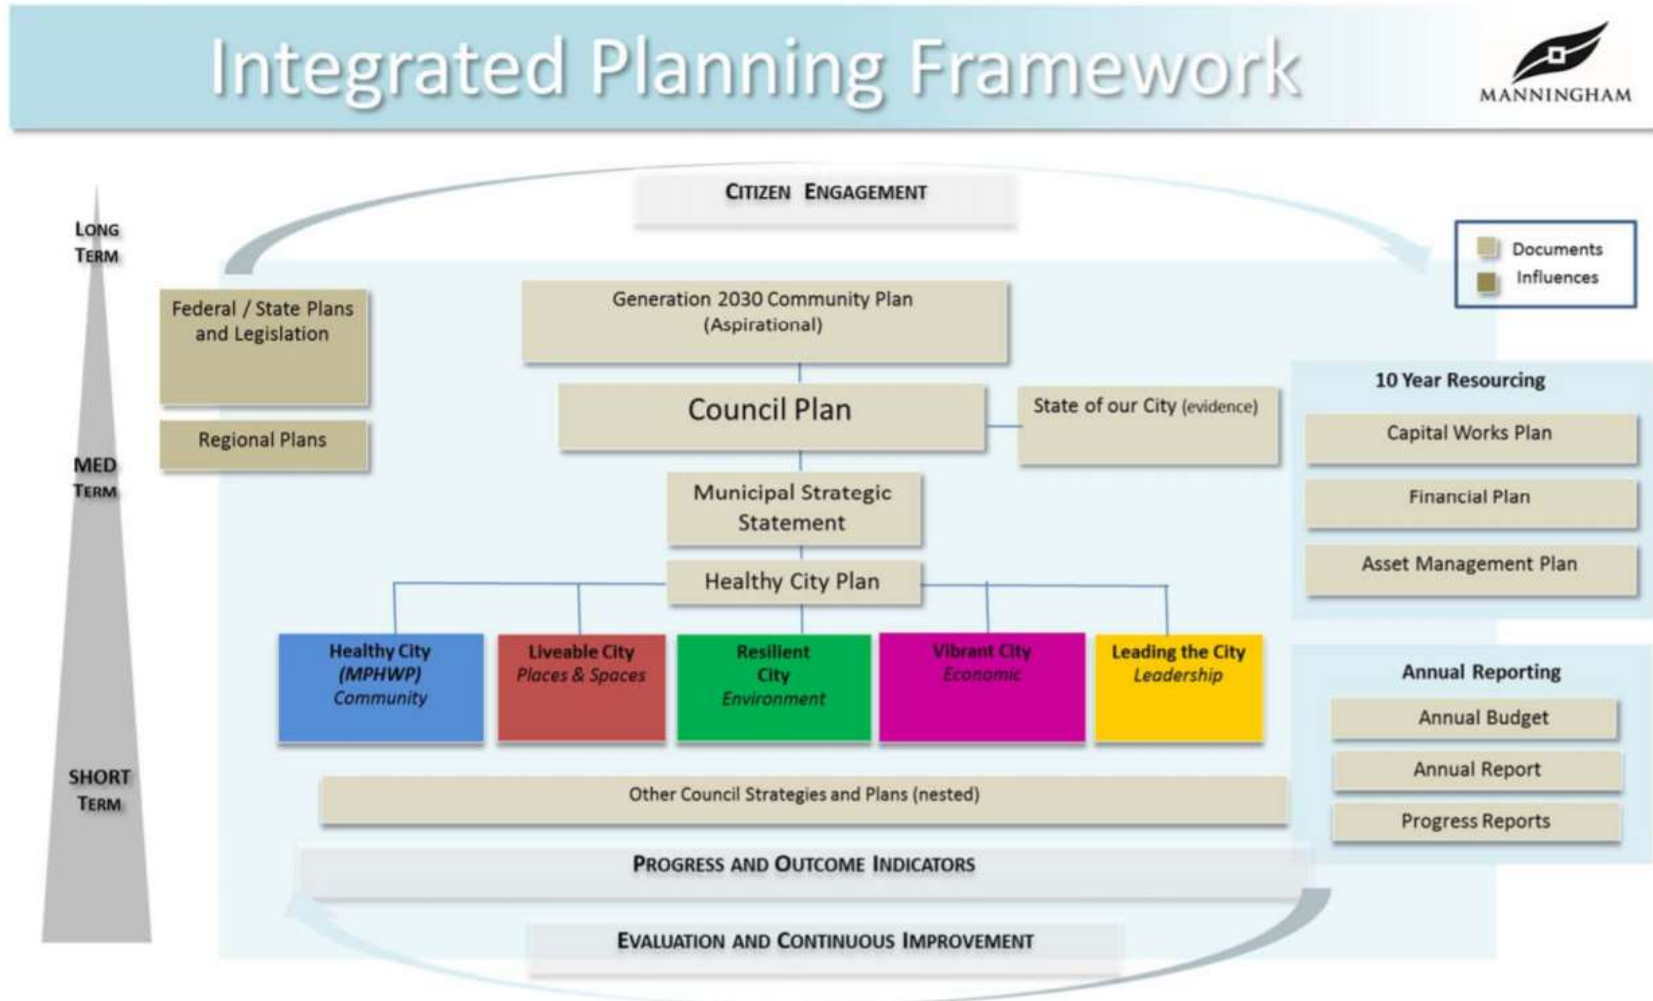 Integrated Planning Framework
MANNINGHAM
CITIZEN ENGAGEMENT
LONG
TERM
Documents
Influences
Federal / State Plans
and Legislation
Generation 2030 Community Plan
(Aspirational)
10 Year Resourcing
Council Plan
State of our City (evidence)
Capital Works Plan
Regional Plans
MED
TERM
Municipal Strategic
Statement
Financial Plan
Asset Management Plan
Healthy City Plan
Healthy City
(MPHWP)
Community
Liveable City
Places & Spaces
Resilient
City
Environment
Vibrant City
Economic
Leading the City
Leadership
Annual Reporting
Annual Budget
Annual Report
Progress Reports
SHORT
TERM
Other Council Strategies and Plans (nested)
PROGRESS AND OUTCOME INDICATORS
EVALUATION AND CONTINUOUS IMPROVEMENT